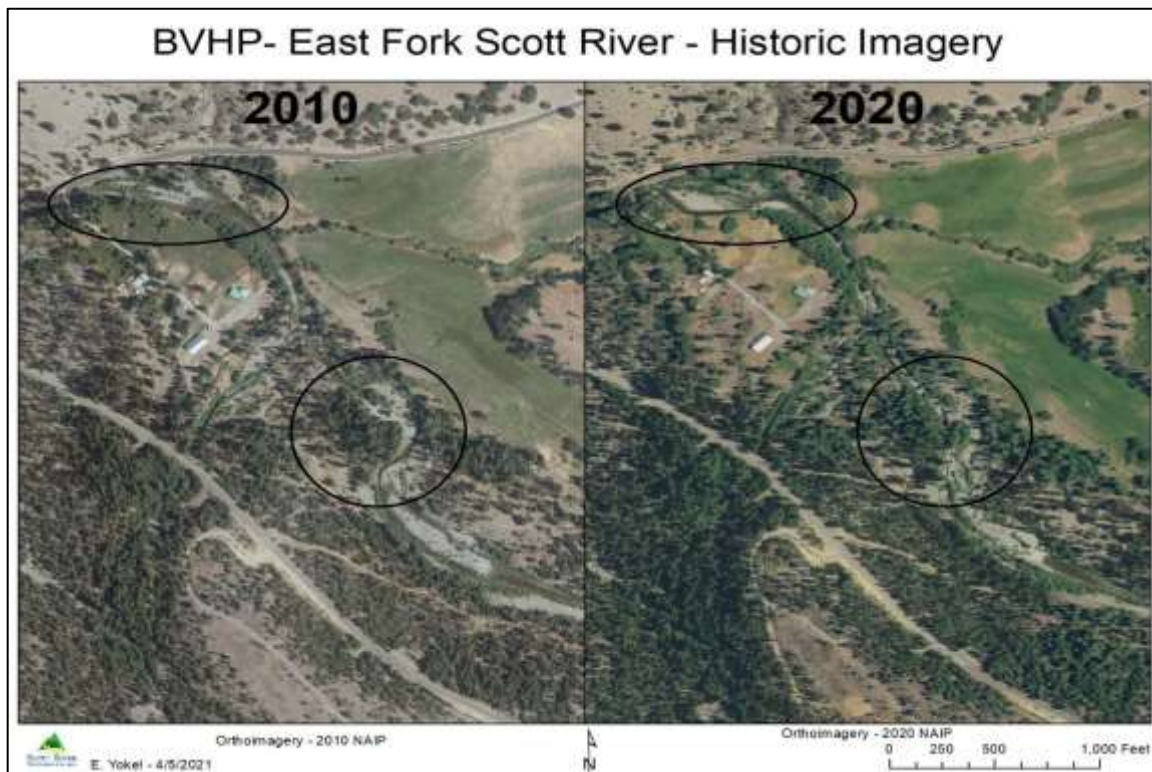 BVHP- East Fork Scott River - Historic Imagery
2010
2020
Orthoimagery - 2010 NAIP
Orthoimagery - 2020 NAIP
E. Yokel - 4/5/2021
N
0 250 500 1,000 Feet